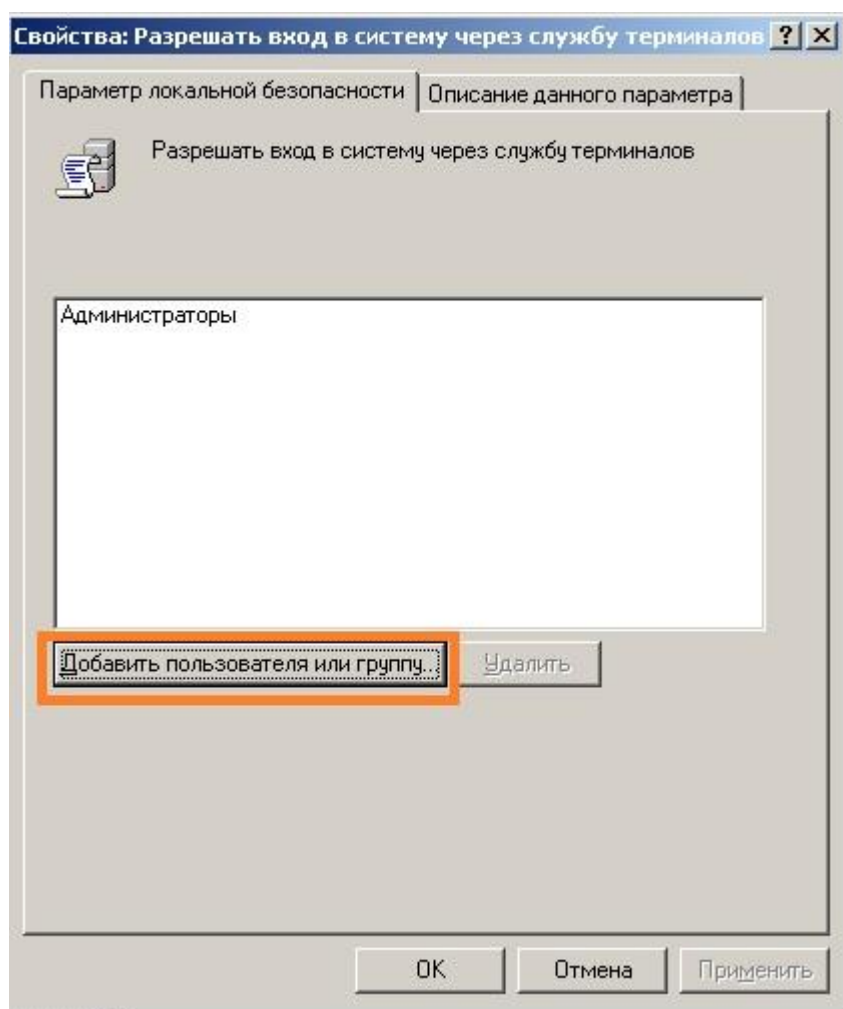 Свойства: Разрешать вход в систему через службу терминалов
Параметр локальной безопасности
Описание данного параметра
Разрешать вход в систему через службу терминалов
Администраторы
Добавить пользователя или группу...
Удалить
OK
Отмена
Применить